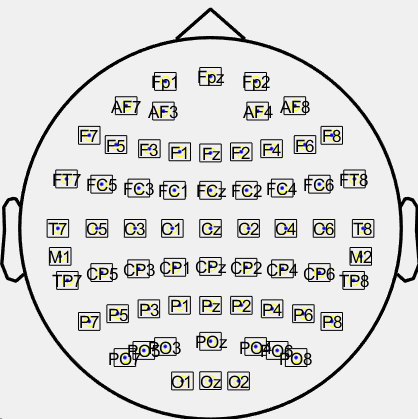 Fp1 Fpz Fp2
AF7 AF3 AF4 AF8
F7 F5 F3 F1 Fz F2 F4 F6 F8
FT7 FC5 FC3 FC1 FCz FC2 FC4 FC6 FT8
T7 C5 C3 C1 Cz C2 C4 C6 T8
M1 M2
TP7 CP5 CP3 CP1 CPz CP2 CP4 CP6 TP8
P7 P5 P3 P1 Pz P2 P4 P6 P8
PO7 PO5 PO3 POz PO4 PO6 PO8
O1 Oz O2